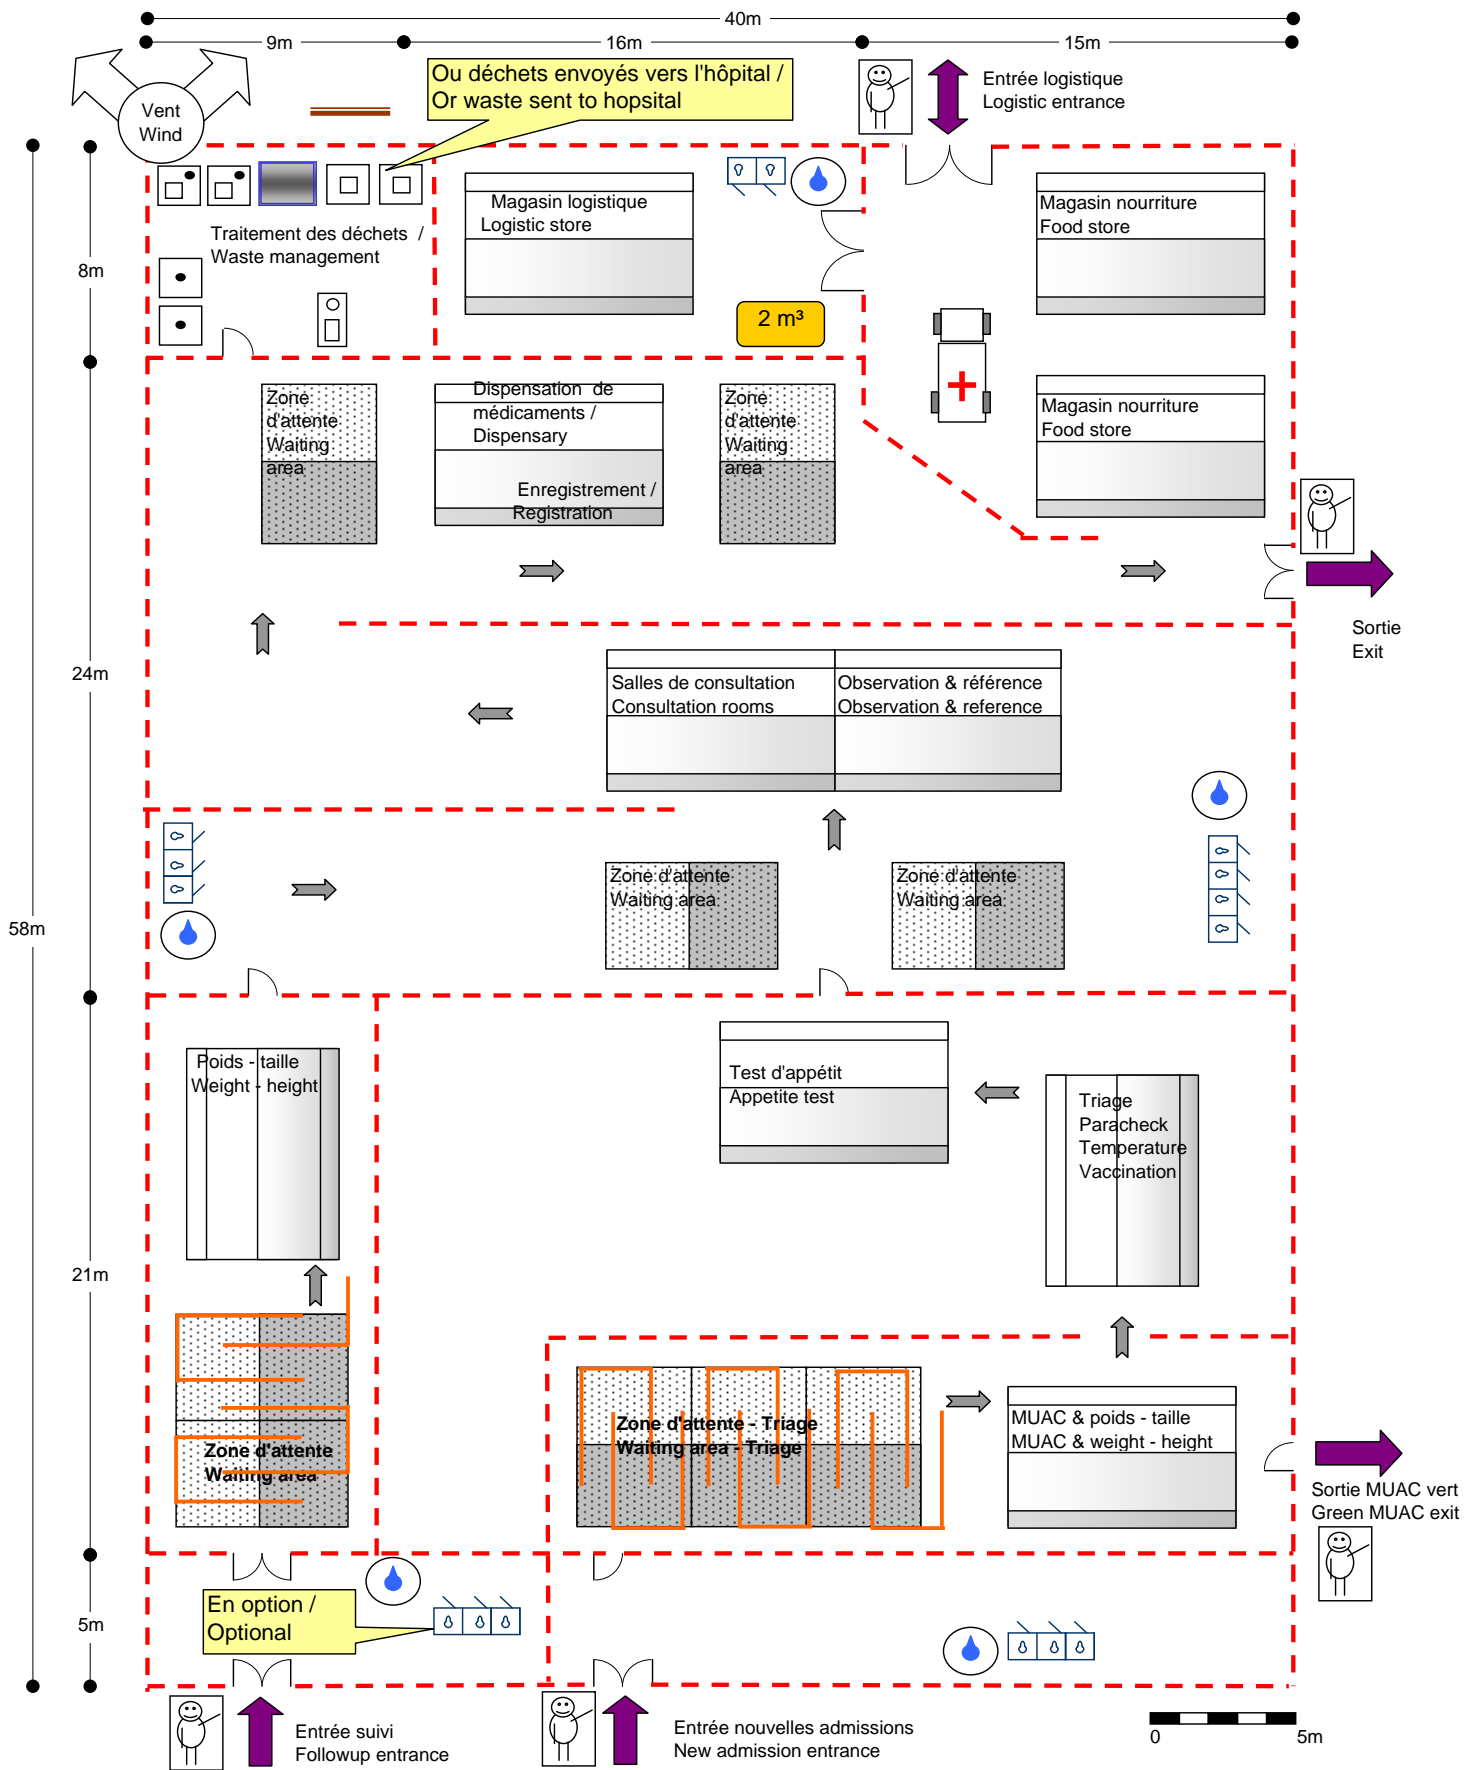 40m
9m
16m
15m
Ou déchets envoyés vers l'hôpital /
Or waste sent to hopsital
Entrée logistique
Logistic entrance
Vent
Wind
Magasin logistique
Logistic store
Magasin nourriture
Food store
Traitement des déchets /
Waste management
8m
2 m³
Zone
d'attente
Waiting
area
Dispensation de
médicaments /
Dispensary
Enregistrement /
Registration
Zone
d'attente
Waiting
area
Magasin nourriture
Food store
Sortie
Exit
24m
Salles de consultation
Consultation rooms
Observation & référence
Observation & reference
Zone d'attente
Waiting area
Zone d'attente
Waiting area
58m
Poids - taille
Weight - height
Test d'appétit
Appetite test
Triage
Paracheck
Temperature
Vaccination
21m
Zone d'attente
Waiting area
Zone d'attente - Triage
Waiting area - Triage
MUAC & poids - taille
MUAC & weight - height
Sortie MUAC vert
Green MUAC exit
5m
En option /
Optional
Entrée suivi
Followup entrance
Entrée nouvelles admissions
New admission entrance
0
5m